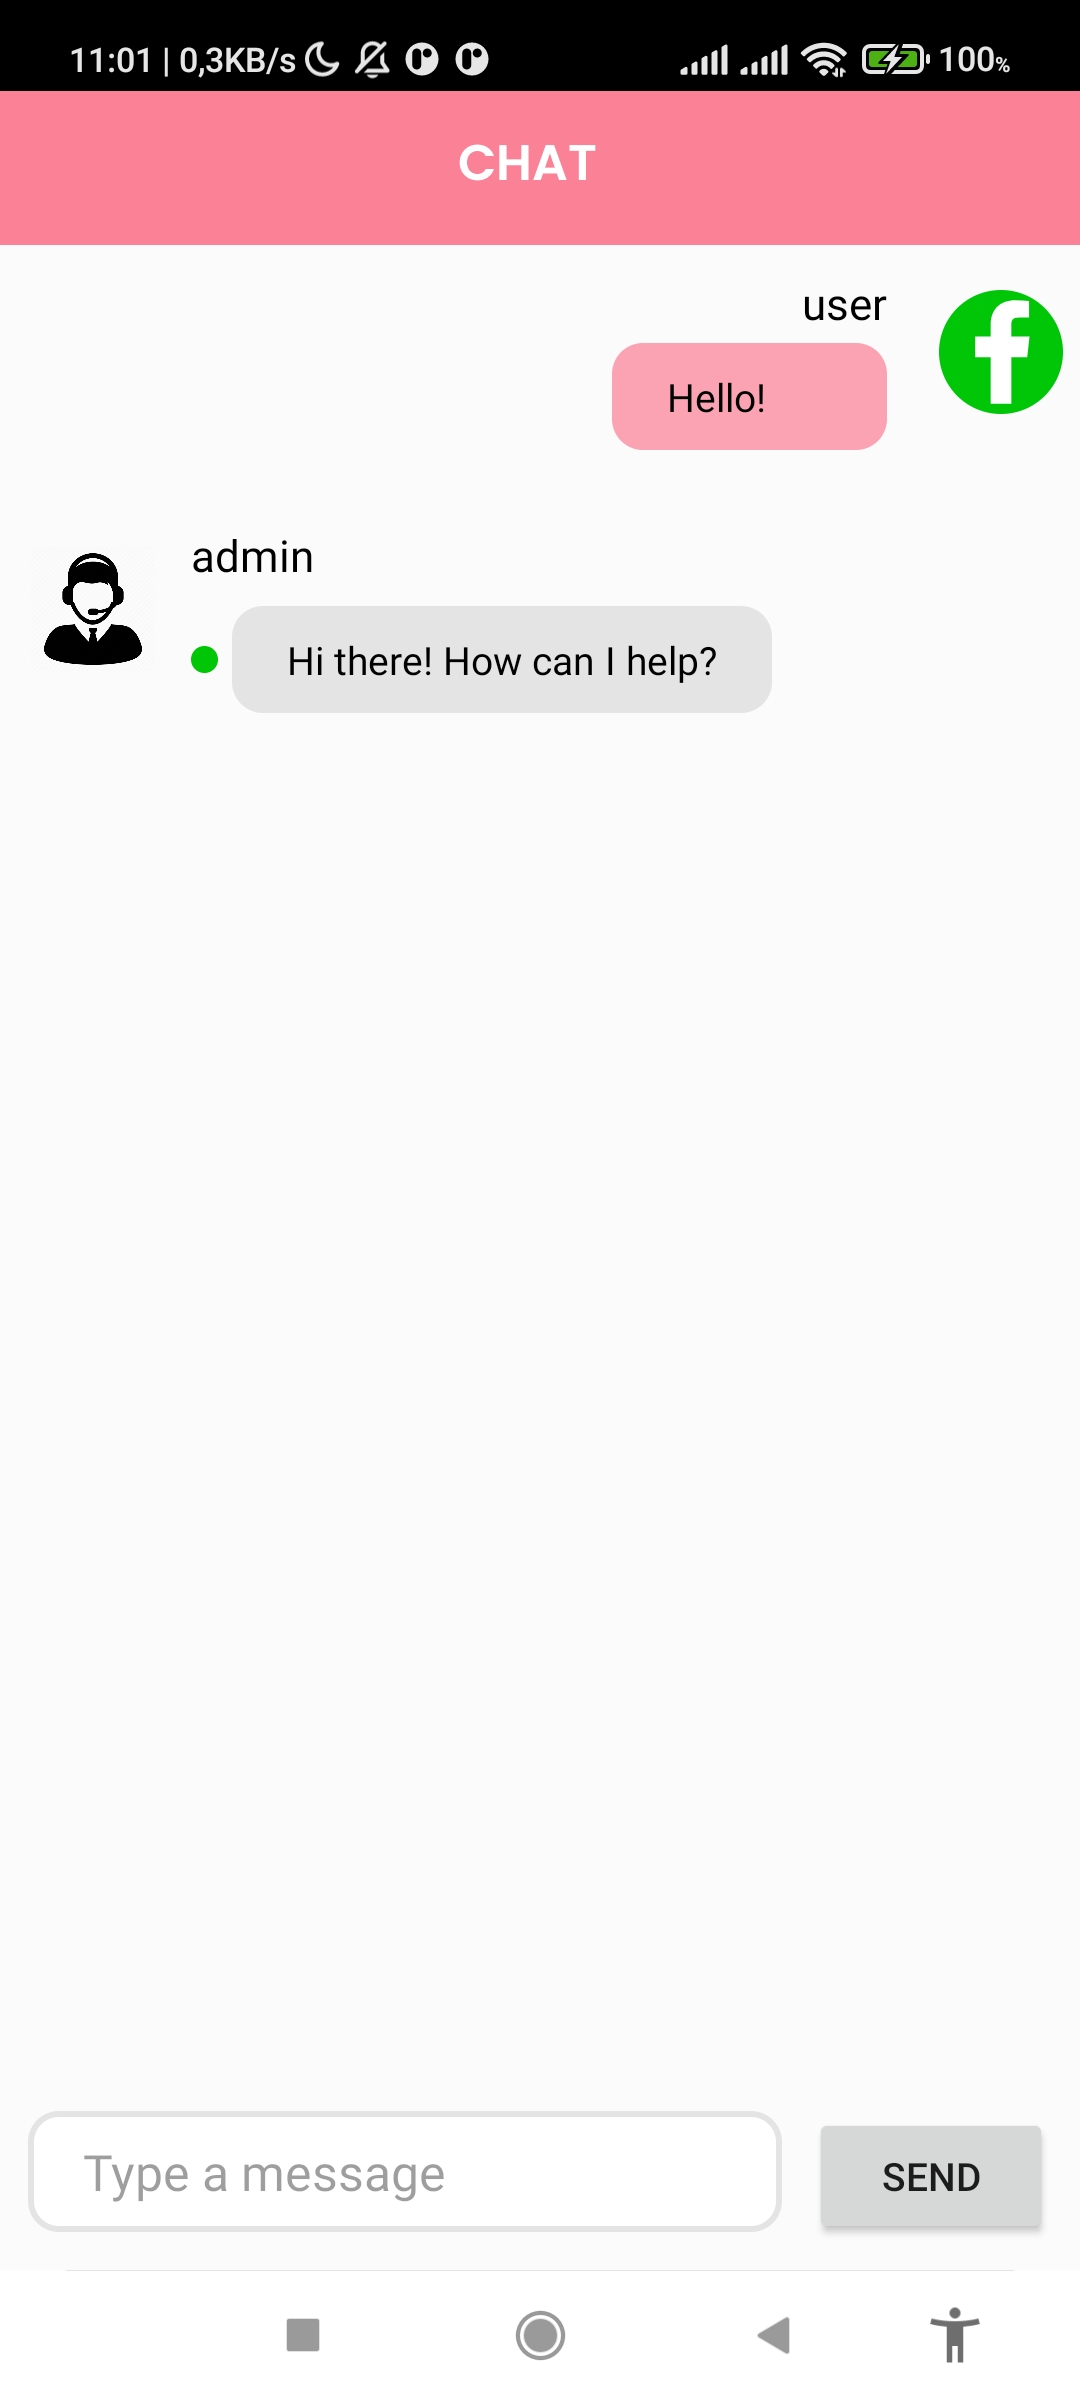 11:01 | 0,3KB/s 100%
CHAT
user
Hello!
admin
Hi there! How can I help?
Type a message
SEND